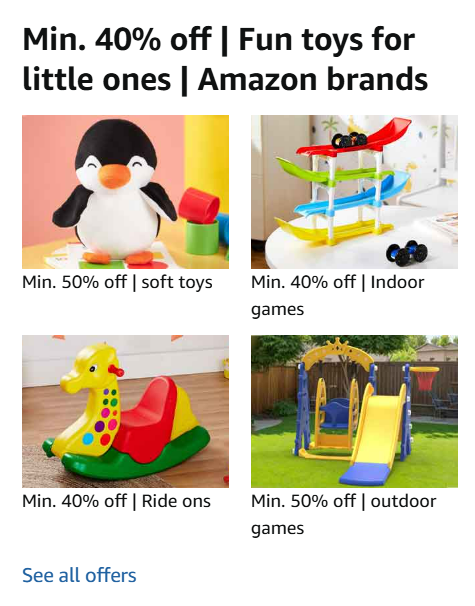 Min. 40% off | Fun toys for
little ones | Amazon brands
Min. 50% off | soft toys
Min. 40% off | Indoor
games
Min. 40% off | Ride ons
Min. 50% off | outdoor
games
See all offers